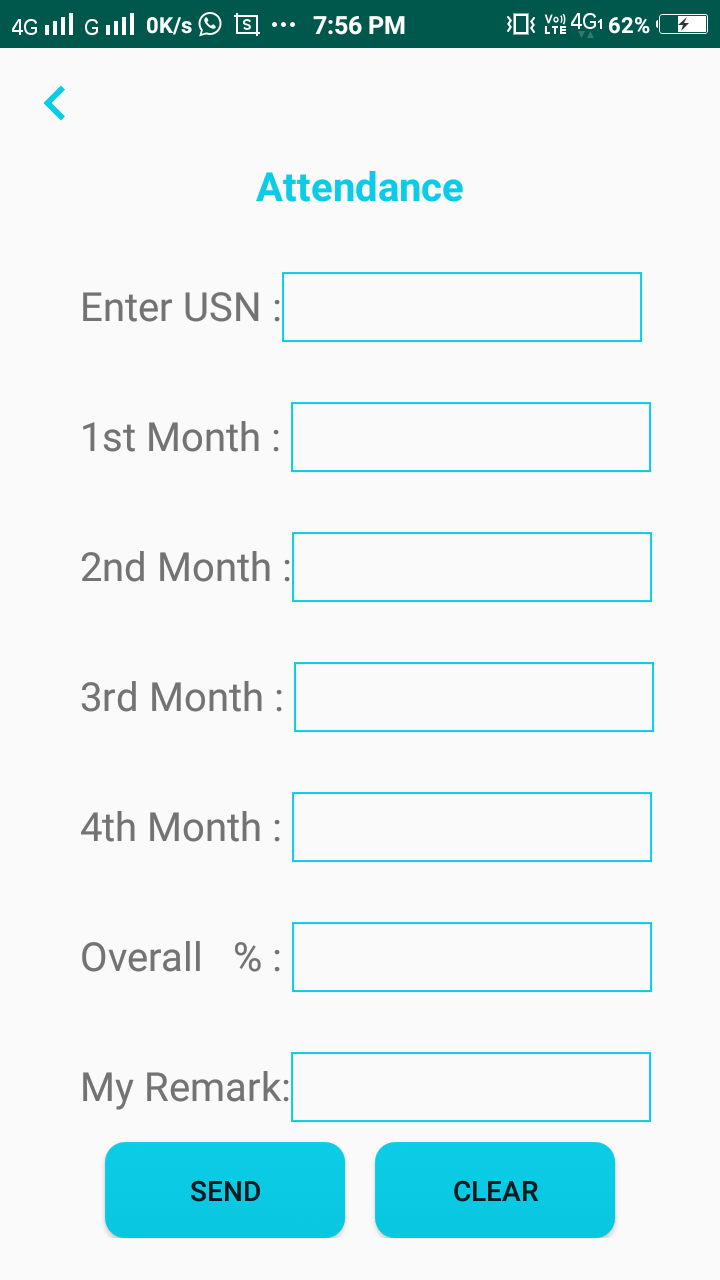 4G G 0K/s S ... 7:56 PM Vo)) LTE 4G1 62%
Attendance
Enter USN :
1st Month :
2nd Month :
3rd Month :
4th Month :
Overall % :
My Remark:
SEND CLEAR